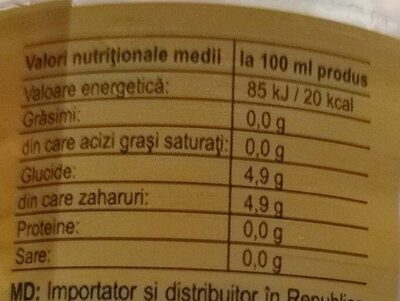 Valori nutriționale medii la 100 ml produs
Valoare energetică: 85 kJ / 20 kcal
Grăsimi: 0,0 g
din care acizi grași saturați: 0,0 g
Glucide: 4,9 g
din care zaharuri: 4,9 g
Proteine: 0,0 g
Sare: 0,0 g
MD: Importator și distribuitor în Republic